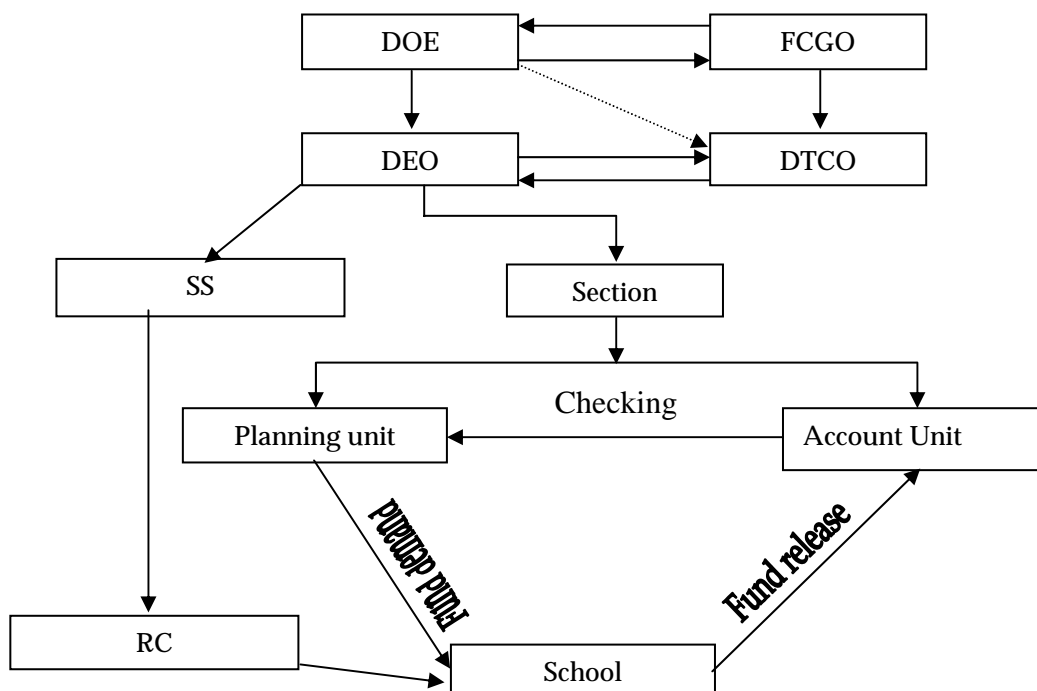 DOE
FCGO
DEO
DTCO
SS
Section
Checking
Planning unit
Account Unit
Fund demand
Fund release
RC
School